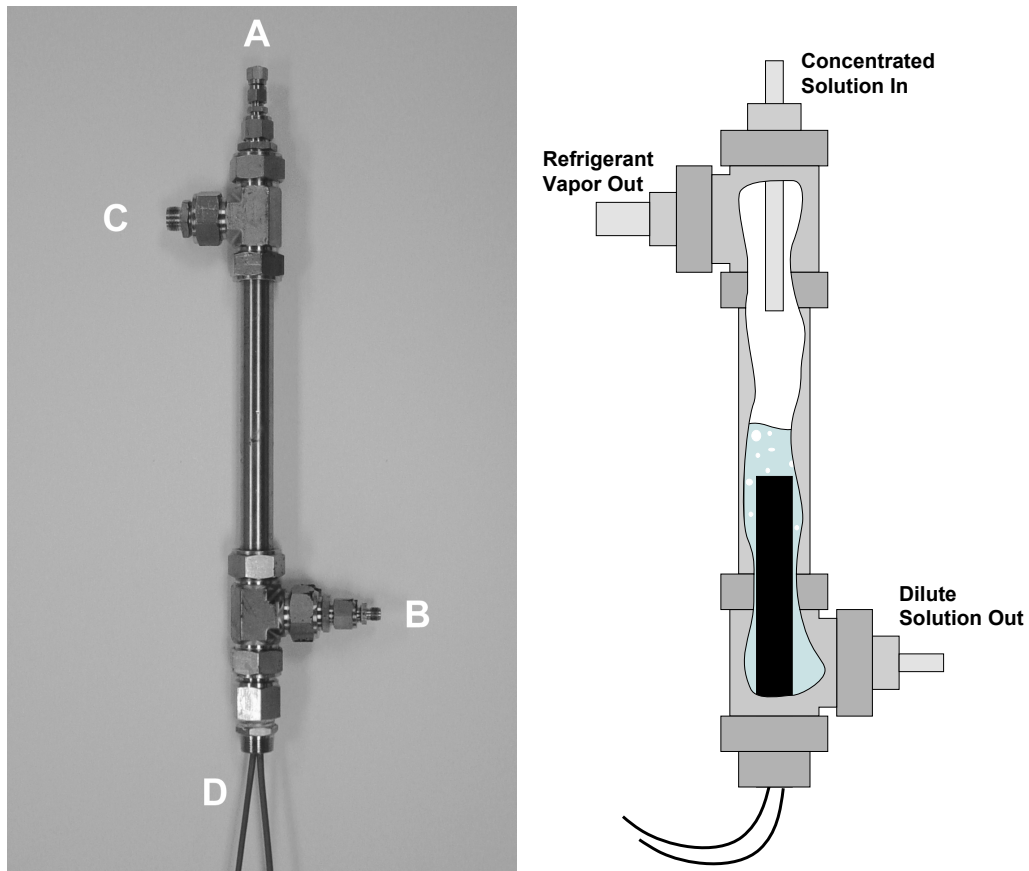 A
C
B
D
Concentrated
Solution In
Refrigerant
Vapor Out
Dilute
Solution Out